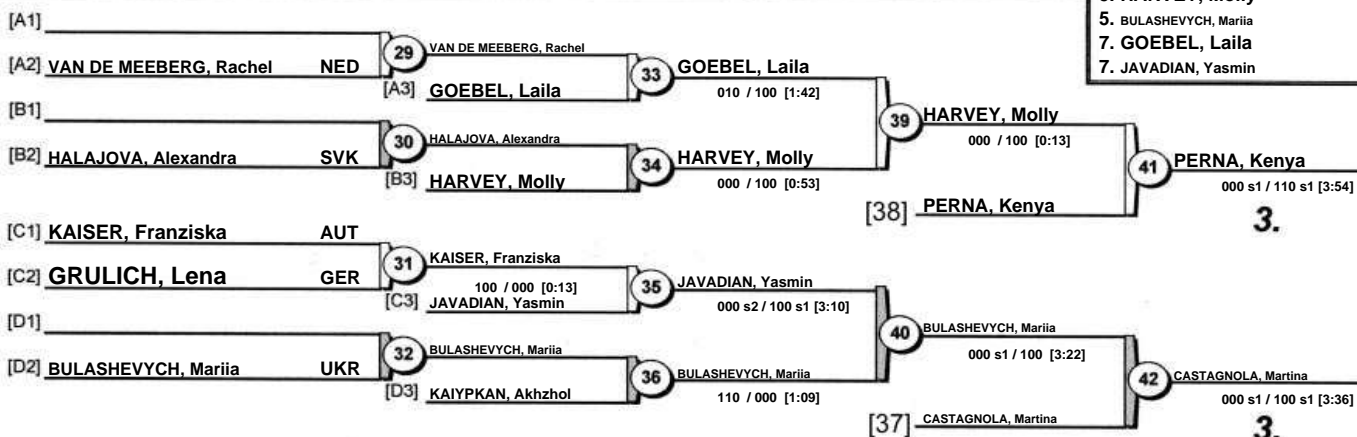 5. BULASHEVYCH, Mariia
7. GOEBEL, Laila
7. JAVADIAN, Yasmin
[A1]
[A2] VAN DE MEEBERG, Rachel NED
29
VAN DE MEEBERG, Rachel
[A3] GOEBEL, Laila
33
GOEBEL, Laila
010 / 100 [1:42]
[B1]
[B2] HALAJOVA, Alexandra SVK
30
HALAJOVA, Alexandra
[B3] HARVEY, Molly
34
HARVEY, Molly
000 / 100 [0:53]
39
HARVEY, Molly
000 / 100 [0:13]
[38] PERNA, Kenya
41
PERNA, Kenya
000 s1 / 110 s1 [3:54]
3.
[C1] KAISER, Franziska AUT
[C2] GRULICH, Lena GER
31
KAISER, Franziska
100 / 000 [0:13]
[C3] JAVADIAN, Yasmin
35
JAVADIAN, Yasmin
000 s2 / 100 s1 [3:10]
[D1]
[D2] BULASHEVYCH, Mariia UKR
32
BULASHEVYCH, Mariia
[D3] KAIYPKAN, Akhzhol
36
BULASHEVYCH, Mariia
110 / 000 [1:09]
40
BULASHEVYCH, Mariia
000 s1 / 100 [3:22]
[37] CASTAGNOLA, Martina
42
CASTAGNOLA, Martina
000 s1 / 100 s1 [3:36]
3.